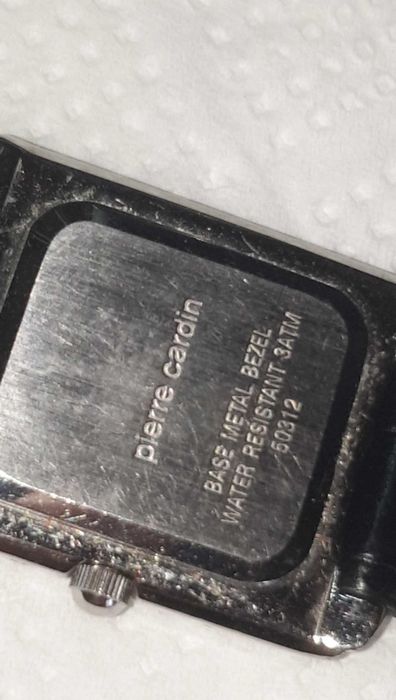 pierre cardin
BASE METAL BEZEL
WATER RESISTANT 3ATM
60312